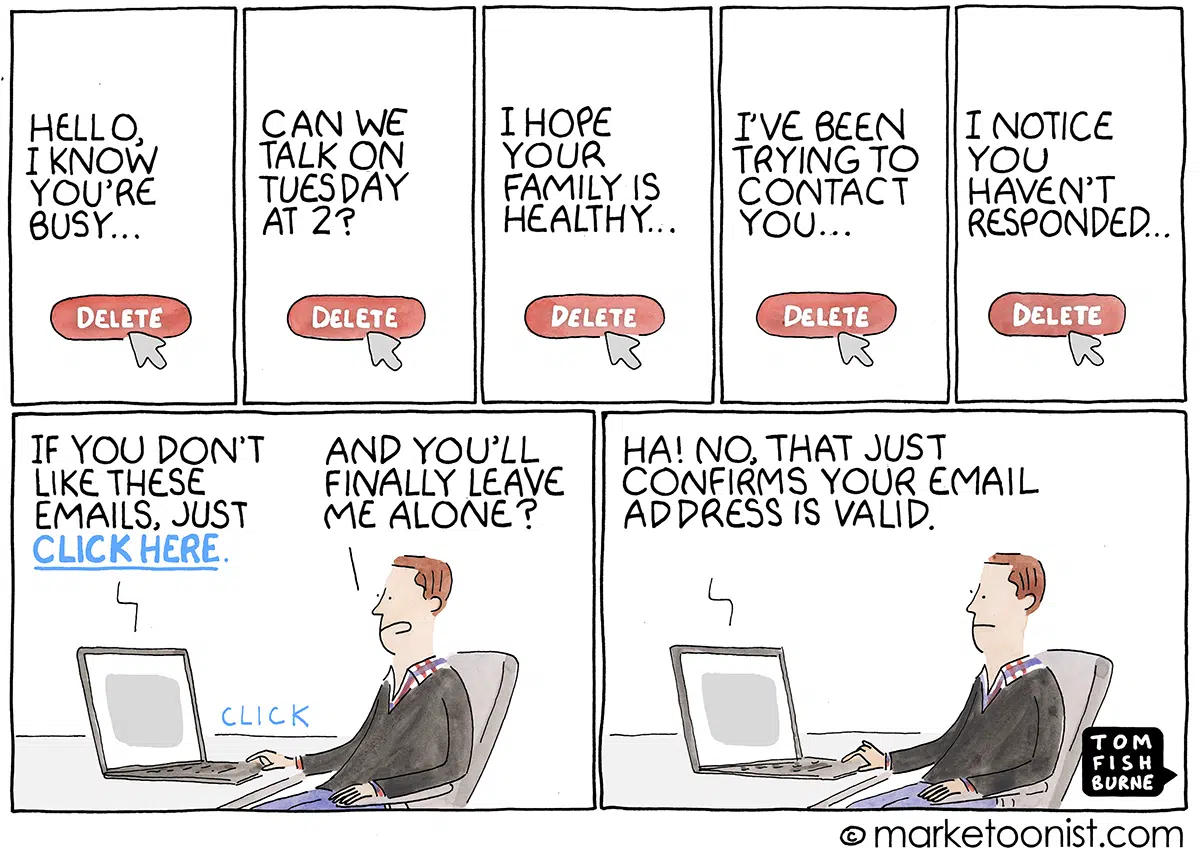 HELLO,
I KNOW
YOU'RE
BUSY...
DELETE
CAN WE
TALK ON
TUESDAY
AT 2?
DELETE
I HOPE
YOUR
FAMILY IS
HEALTHY...
DELETE
I'VE BEEN
TRYING TO
CONTACT
YOU...
DELETE
I NOTICE
YOU
HAVEN'T
RESPONDED...
DELETE
IF YOU DON'T
LIKE THESE
EMAILS, JUST
CLICK HERE.
AND YOU'LL
FINALLY LEAVE
ME ALONE?
CLICK
HA! NO, THAT JUST
CONFIRMS YOUR EMAIL
ADDRESS IS VALID.
TOM
FISH
BURNE
© marketoonist.com